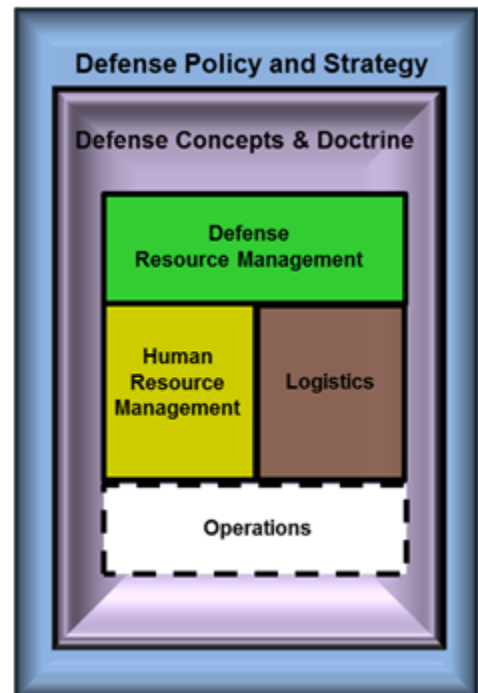 Defense Policy and Strategy
Defense Concepts & Doctrine
Defense
Resource Management
Human
Resource
Management
Logistics
Operations